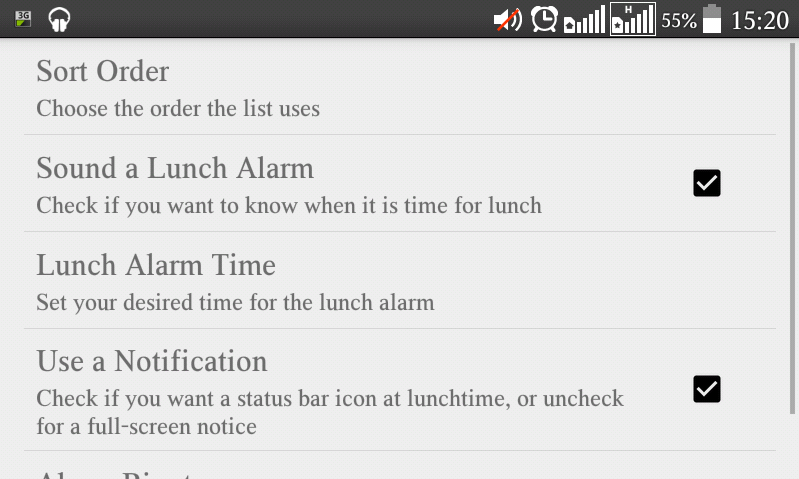 3G
H
55%
15:20
Sort Order
Choose the order the list uses
Sound a Lunch Alarm
Check if you want to know when it is time for lunch
Lunch Alarm Time
Set your desired time for the lunch alarm
Use a Notification
Check if you want a status bar icon at lunchtime, or uncheck
for a full-screen notice